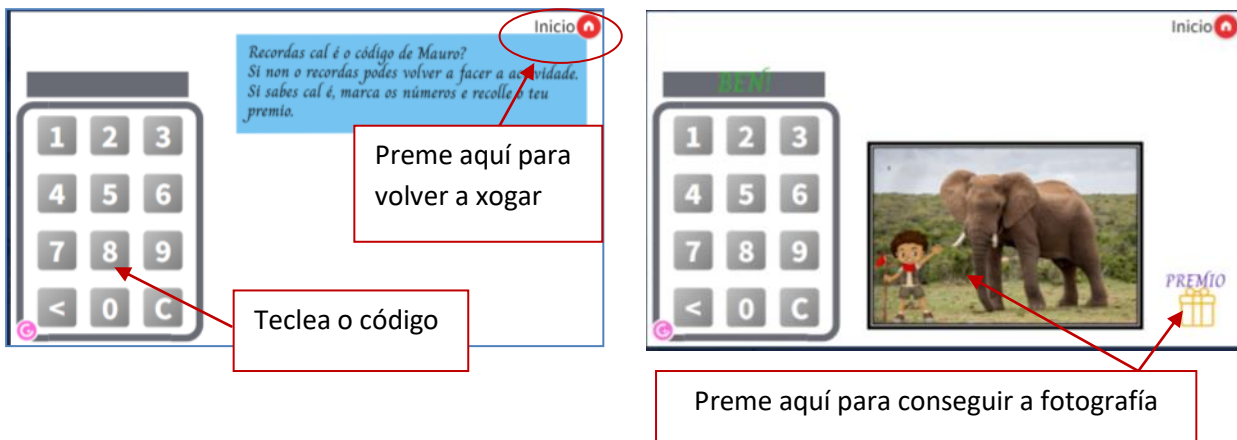 Inicio
Recordas cal é o código de Mauro?
Si non o recordas podes volver a facer a actividade.
Si sabes cal é, marca os números e recolle o teu
premio.
1 2 3
4 5 6
7 8 9
< 0 C
G
Preme aquí para
volver a xogar
Teclea o código
Inicio
BEN!
1 2 3
4 5 6
7 8 9
< 0 C
G
PREMIO
Preme aquí para conseguir a fotografía